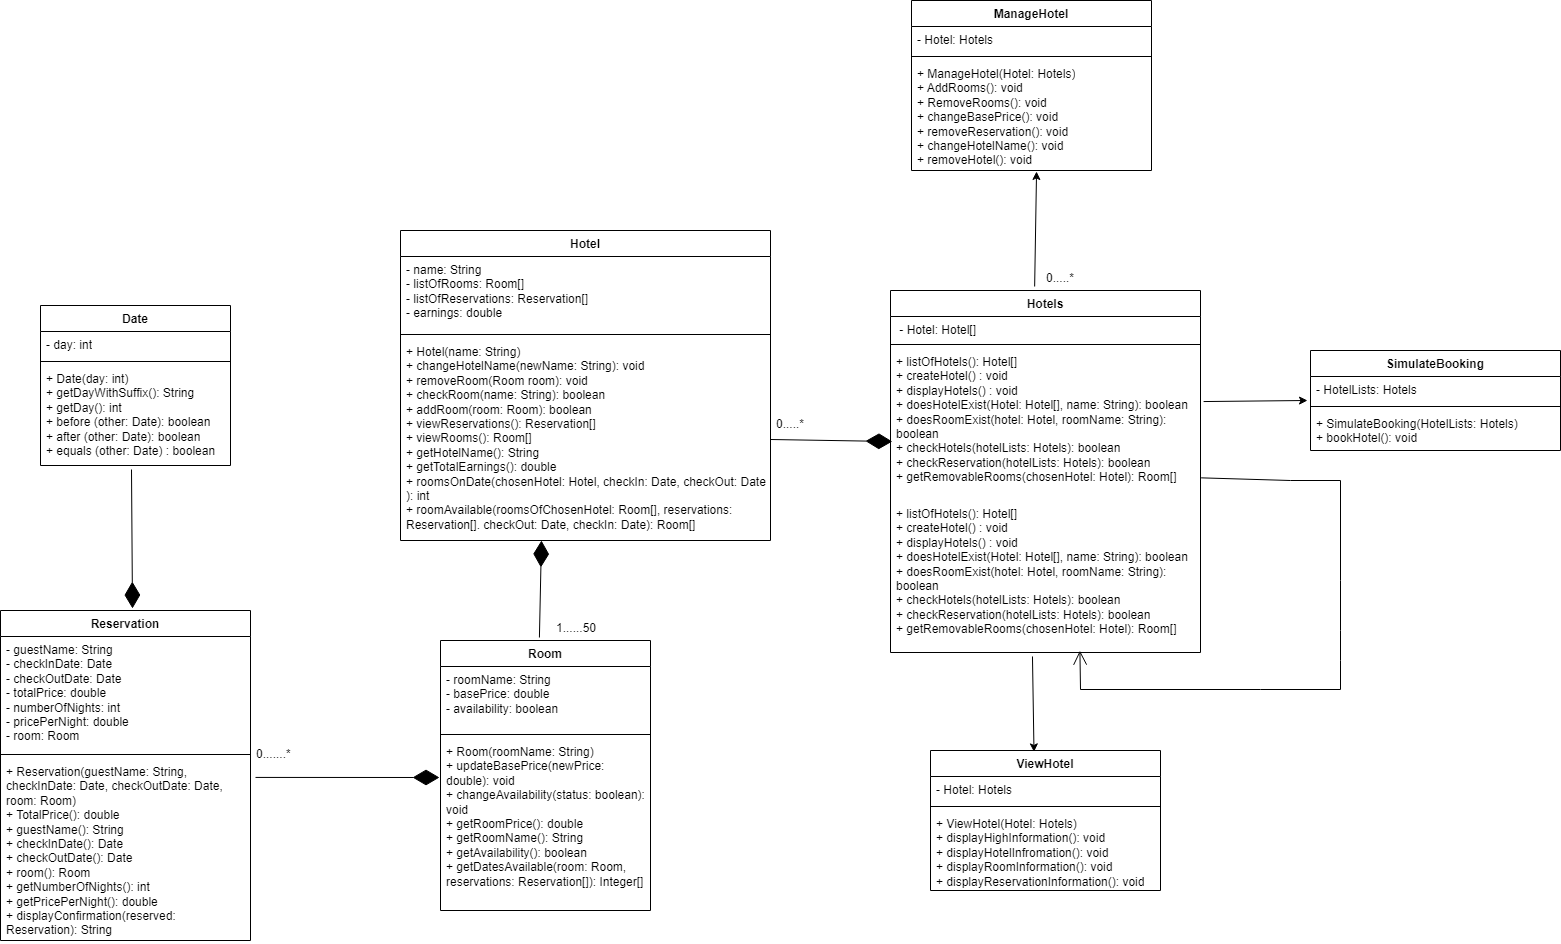 ManageHotel
- Hotel: Hotels
+ ManageHotel(Hotel: Hotels)
+ AddRooms(): void
+ RemoveRooms(): void
+ changeBasePrice(): void
+ removeReservation(): void
+ changeHotelName(): void
+ removeHotel(): void
Hotel
- name: String
- listOfRooms: Room[]
- listOfReservations: Reservation[]
- earnings: double
+ Hotel(name: String)
+ changeHotelName(newName: String): void
+ removeRoom(Room room): void
+ checkRoom(name: String): boolean
+ addRoom(room: Room): boolean
+ viewReservations(): Reservation[]
+ viewRooms(): Room[]
+ getHotelName(): String
+ getTotalEarnings(): double
+ roomsOnDate(chosenHotel: Hotel, checkIn: Date, checkOut: Date
): int
+ roomAvailable(roomsOfChosenHotel: Room[], reservations:
Reservation[]. checkOut: Date, checkIn: Date): Room[]
0.....*
0.....*
Hotels
- Hotel: Hotel[]
+ listOfHotels(): Hotel[]
+ createHotel() : void
+ displayHotels() : void
+ doesHotelExist(Hotel: Hotel[], name: String): boolean
+ doesRoomExist(hotel: Hotel, roomName: String):
boolean
+ checkHotels(hotelLists: Hotels): boolean
+ checkReservation(hotelLists: Hotels): boolean
+ getRemovableRooms(chosenHotel: Hotel): Room[]
+ listOfHotels(): Hotel[]
+ createHotel() : void
+ displayHotels() : void
+ doesHotelExist(Hotel: Hotel[], name: String): boolean
+ doesRoomExist(hotel: Hotel, roomName: String):
boolean
+ checkHotels(hotelLists: Hotels): boolean
+ checkReservation(hotelLists: Hotels): boolean
+ getRemovableRooms(chosenHotel: Hotel): Room[]
SimulateBooking
- HotelLists: Hotels
+ SimulateBooking(HotelLists: Hotels)
+ bookHotel(): void
Date
- day: int
+ Date(day: int)
+ getDayWithSuffix(): String
+ getDay(): int
+ before (other: Date): boolean
+ after (other: Date): boolean
+ equals (other: Date) : boolean
Reservation
- guestName: String
- checkInDate: Date
- checkOutDate: Date
- totalPrice: double
- numberOfNights: int
- pricePerNight: double
- room: Room
+ Reservation(guestName: String,
checkInDate: Date, checkOutDate: Date,
room: Room)
+ TotalPrice(): double
+ guestName(): String
+ checkInDate(): Date
+ checkOutDate(): Date
+ room(): Room
+ getNumberOfNights(): int
+ getPricePerNight(): double
+ displayConfirmation(reserved:
Reservation): String
0.......*
1......50
Room
- roomName: String
- basePrice: double
- availability: boolean
+ Room(roomName: String)
+ updateBasePrice(newPrice:
double): void
+ changeAvailability(status: boolean):
void
+ getRoomPrice(): double
+ getRoomName(): String
+ getAvailability(): boolean
+ getDatesAvailable(room: Room,
reservations: Reservation[]): Integer[]
ViewHotel
- Hotel: Hotels
+ ViewHotel(Hotel: Hotels)
+ displayHighInformation(): void
+ displayHotelInfromation(): void
+ displayRoomInformation(): void
+ displayReservationInformation(): void